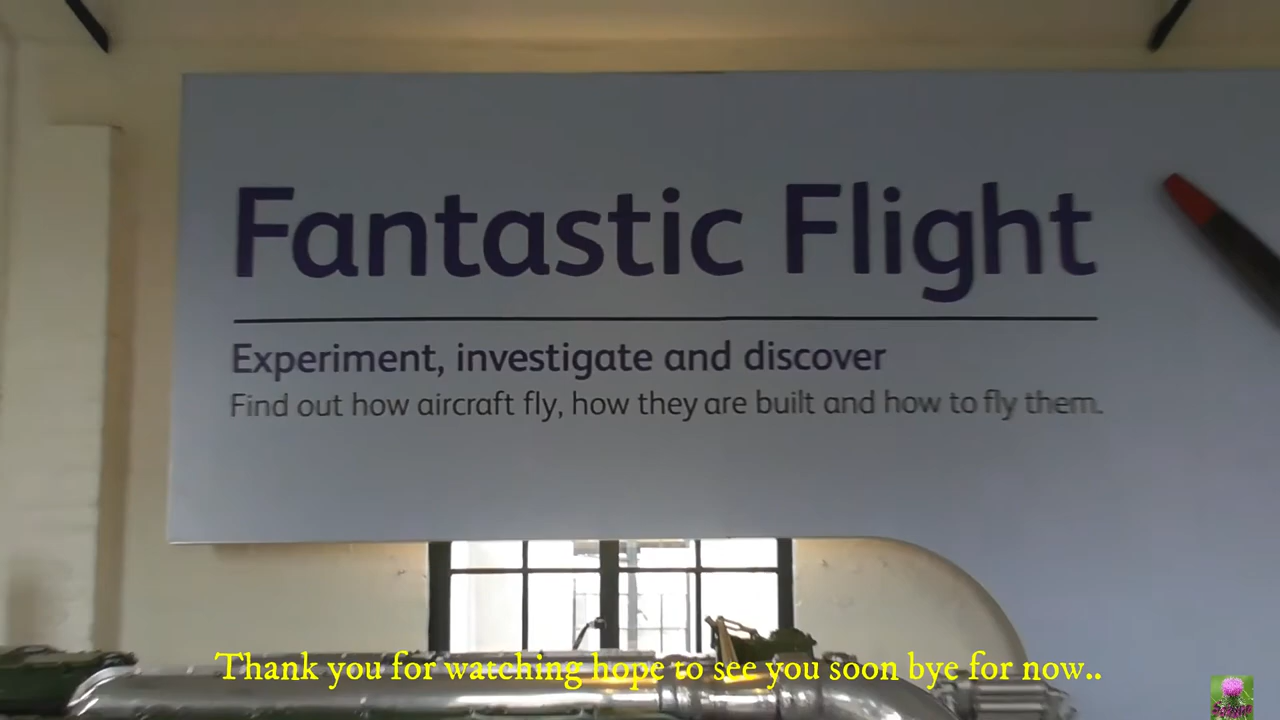 Fantastic Flight
Experiment, investigate and discover
Find out how aircraft fly, how they are built and how to fly them.
Thank you for watching hope to see you soon bye for now..